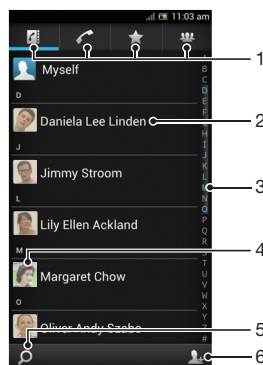 11:03 am
1
Myself
D
Daniela Lee Linden
2
J
Jimmy Stroom
3
L
Lily Ellen Ackland
M
Margaret Chow
4
O
Oliver Andy Szabo
5
6
A
B
C
D
E
F
G
H
I
J
K
L
M
N
O
P
Q
R
S
T
U
V
W
X
Y
Z
#